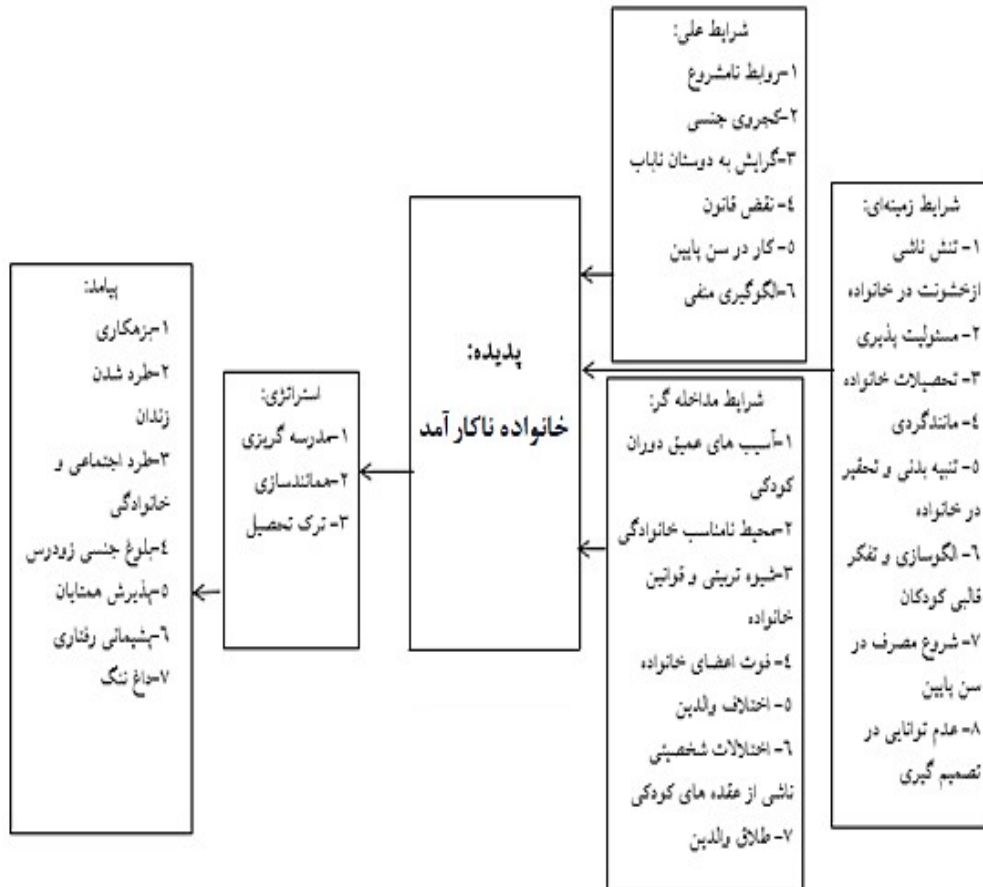 شرایط علی:
۱-روابط نامشروع
۲-کجروی جنسی
۳-گرایش به دوستان ناباب
۴- نقض قانون
۵- کار در سن پایین
۶-الگوگیری منفی
شرایط زمینه‌ای:
۱- تنش ناشی
ازخشونت در خانواده
۲- مسئولیت پذیری
۳- تحصیلات خانواده
۴- مانندگردی
۵- تنبیه بدنی و تحقیر
در خانواده
۶- الگوسازی و تفکر
قالبی کودکان
۷- شروع مصرف در
سن پایین
۸- عدم توانایی در
تصمیم گیری
شرایط مداخله گر:
۱-آسیب های عمیق دوران
کودکی
۲-محیط نامناسب خانوادگی
۳-شیوه تربیتی و قوانین
خانواده
۴- فوت اعضای خانواده
۵- اختلاف والدین
۶- اختلالات شخصیتی
ناشی از عقده های کودکی
۷- طلاق والدین
پدیده:
خانواده ناکارآمد
استراتژی:
۱-مدرسه گریزی
۲-همانندسازی
۳- ترک تحصیل
پیامد:
۱-بزهکاری
۲-طرد شدن
زندان
۳-طرد اجتماعی و
خانوادگی
۴-بلوغ جنسی زودرس
۵-پذیرش همتایان
۶-پشیمانی رفتاری
۷-داغ ننگ